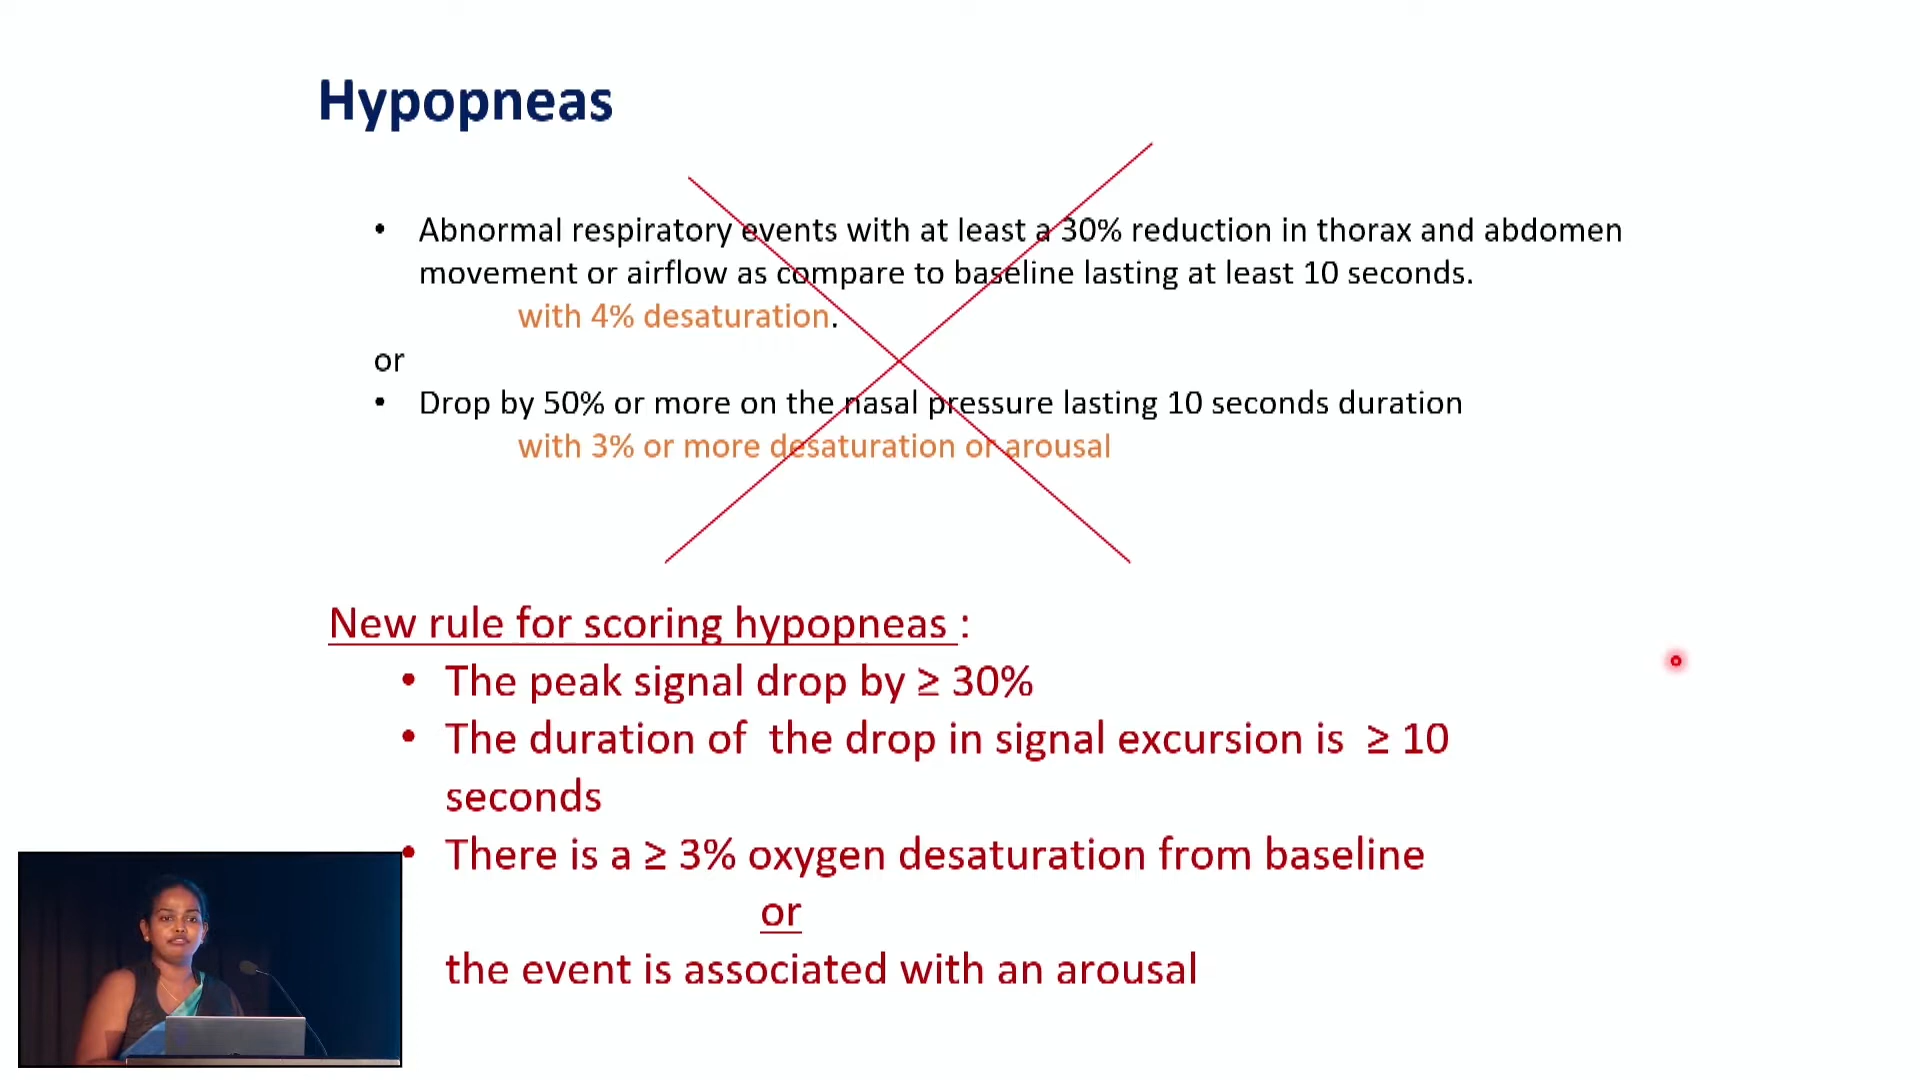 Hypopneas
• Abnormal respiratory events with at least a 30% reduction in thorax and abdomen
movement or airflow as compare to baseline lasting at least 10 seconds.
with 4% desaturation.
or
• Drop by 50% or more on the nasal pressure lasting 10 seconds duration
with 3% or more desaturation or arousal
New rule for scoring hypopneas :
• The peak signal drop by ≥ 30%
• The duration of the drop in signal excursion is ≥ 10
seconds
• There is a ≥ 3% oxygen desaturation from baseline
or
the event is associated with an arousal